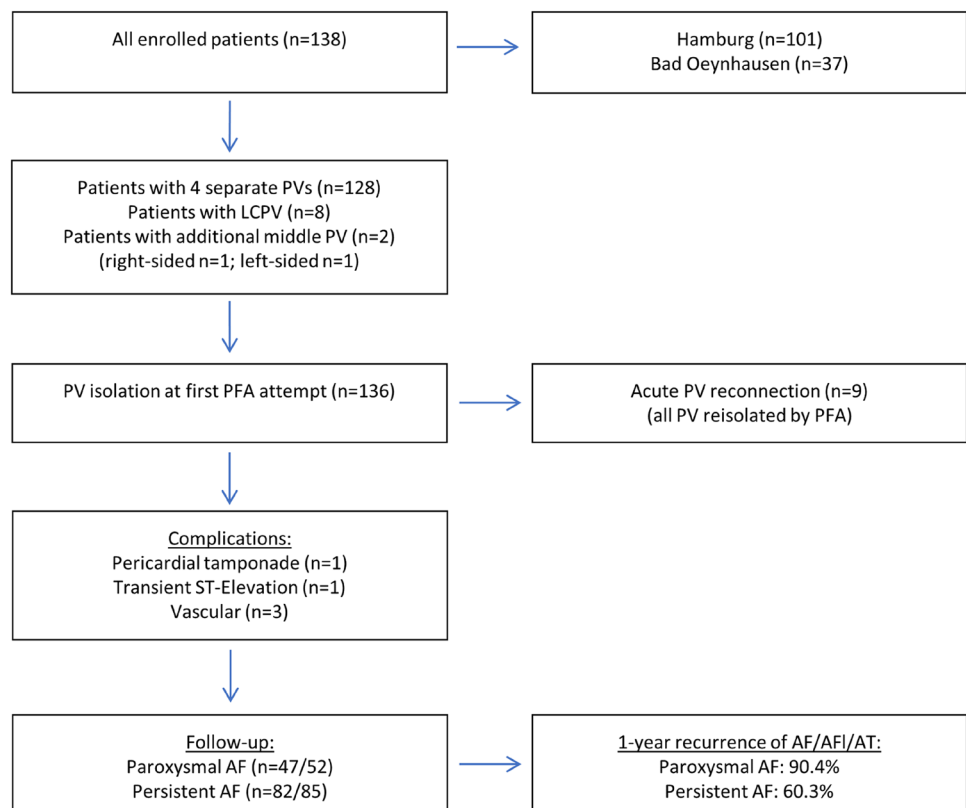 All enrolled patients (n=138)
Hamburg (n=101)
Bad Oeynhausen (n=37)
Patients with 4 separate PVs (n=128)
Patients with LCPV (n=8)
Patients with additional middle PV (n=2)
(right-sided n=1; left-sided n=1)
PV isolation at first PFA attempt (n=136)
Acute PV reconnection (n=9)
(all PV reisolated by PFA)
Complications:
Pericardial tamponade (n=1)
Transient ST-Elevation (n=1)
Vascular (n=3)
Follow-up:
Paroxysmal AF (n=47/52)
Persistent AF (n=82/85)
1-year recurrence of AF/AFl/AT:
Paroxysmal AF: 90.4%
Persistent AF: 60.3%